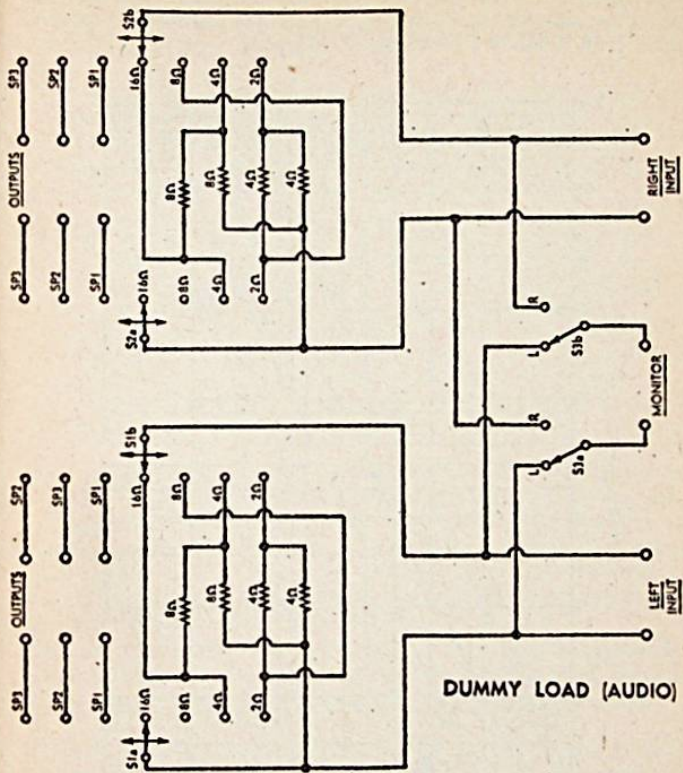 SP3 OUTPUTS SP2 SP3 OUTPUTS SP3
SP2 SP3 SP2 SP2
SP1 SP1 SP1 SP1
S1a 16Ω 16Ω S1b S2a 16Ω 16Ω S2b
8Ω 8Ω 8Ω 8Ω 8Ω 8Ω
4Ω 8Ω 4Ω 4Ω 8Ω 4Ω
2Ω 4Ω 2Ω 2Ω 4Ω 2Ω
4Ω 4Ω
L R L R
S3a S3b
LEFT
INPUT
MONITOR
RIGHT
INPUT
DUMMY LOAD (AUDIO)